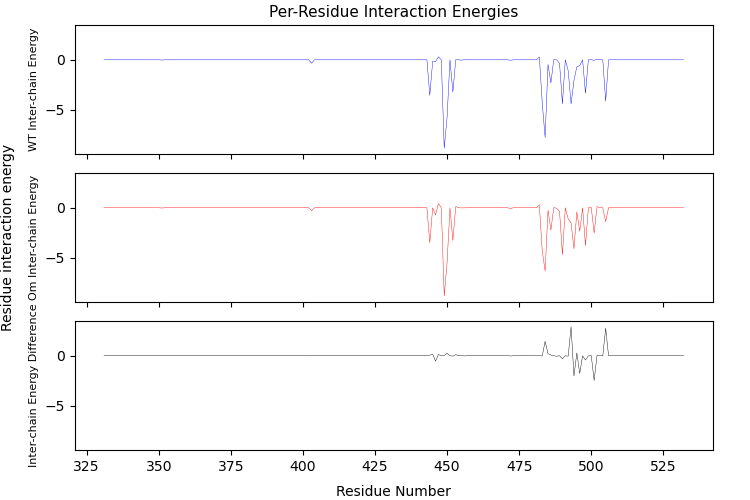 Per-Residue Interaction Energies
Residue interaction energy
WT Inter-chain Energy
0
−5
Om Inter-chain Energy
0
−5
Inter-chain Energy Difference
0
−5
325 350 375 400 425 450 475 500 525
Residue Number